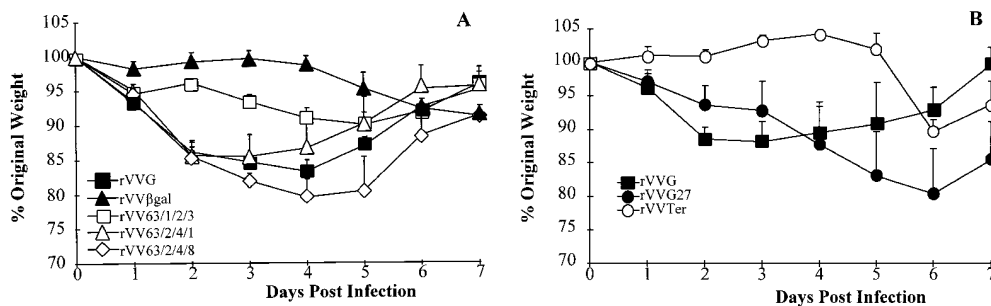 A
105
100
95
90
85
80
75
70
% Original Weight
rVVG
rVVβgal
rVV63/1/2/3
rVV63/2/4/1
rVV63/2/4/8
0 1 2 3 4 5 6 7
Days Post Infection
B
105
100
95
90
85
80
75
70
% Original Weight
rVVG
rVVG27
rVVTer
0 1 2 3 4 5 6 7
Days Post Infection